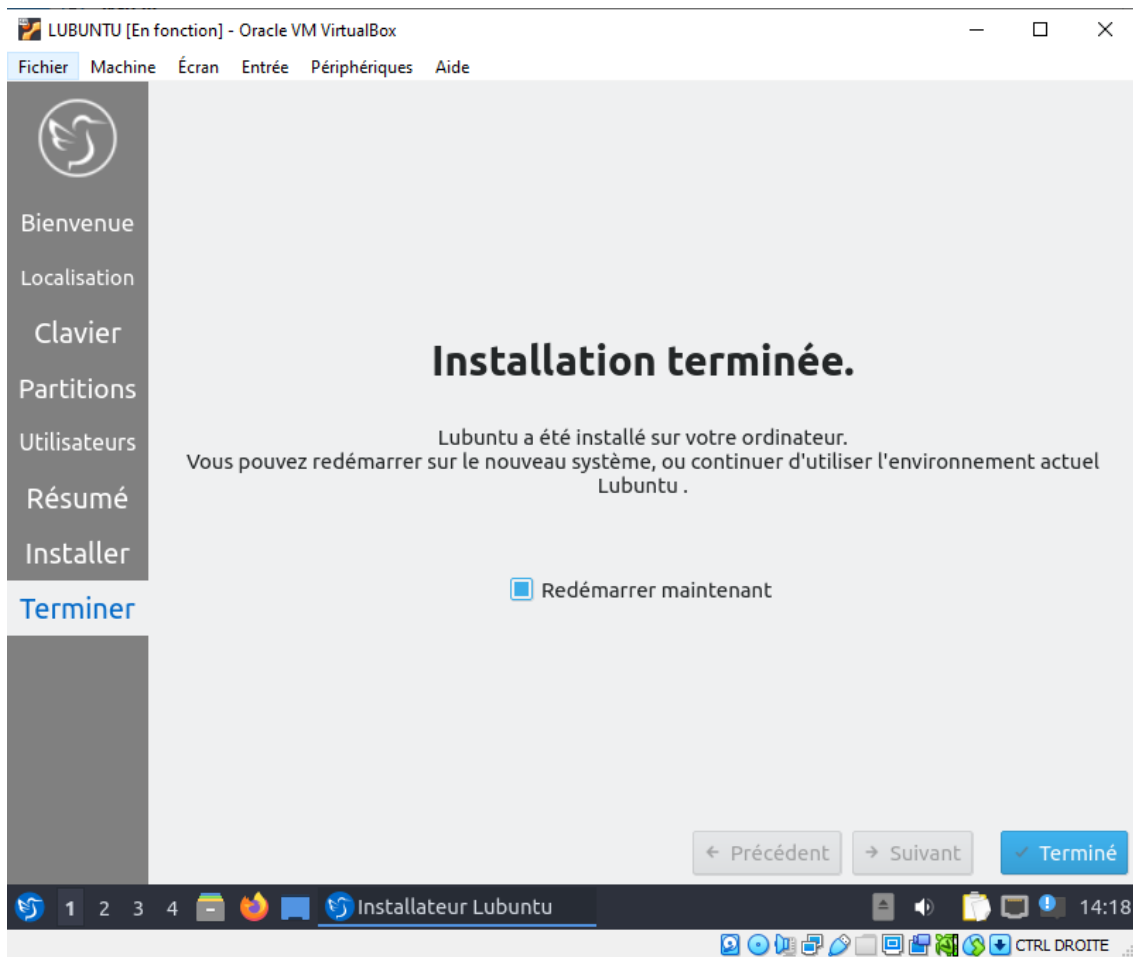 LUBUNTU [En fonction] - Oracle VM VirtualBox
Fichier Machine Écran Entrée Périphériques Aide
Bienvenue
Localisation
Clavier
Partitions
Utilisateurs
Résumé
Installer
Terminer
Installation terminée.
Lubuntu a été installé sur votre ordinateur.
Vous pouvez redémarrer sur le nouveau système, ou continuer d'utiliser l'environnement actuel
Lubuntu .
Redémarrer maintenant
← Précédent → Suivant ✓ Terminé
1 2 3 4 Installateur Lubuntu 14:18
CTRL DROITE